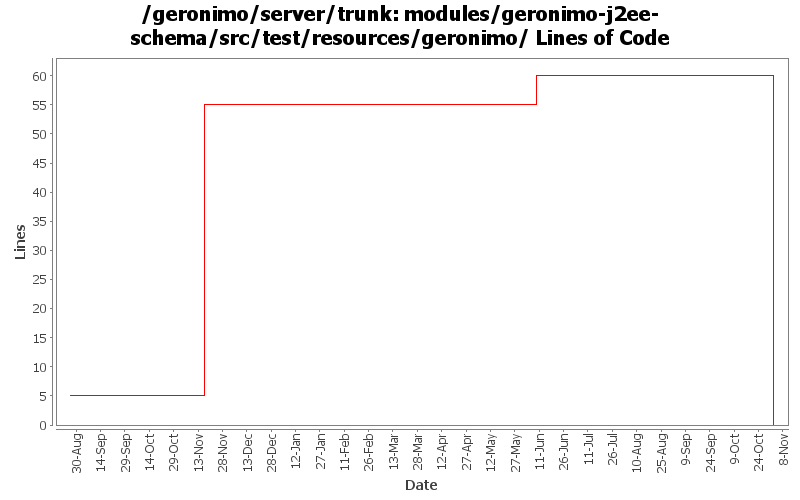 /geronimo/server/trunk: modules/geronimo-j2ee-
schema/src/test/resources/geronimo/ Lines of Code
Lines
60
55
50
45
40
35
30
25
20
15
10
5
0
30-Aug
14-Sep
29-Sep
14-Oct
29-Oct
13-Nov
28-Nov
13-Dec
28-Dec
12-Jan
27-Jan
11-Feb
26-Feb
13-Mar
28-Mar
12-Apr
27-Apr
12-May
27-May
11-Jun
26-Jun
11-Jul
26-Jul
10-Aug
25-Aug
9-Sep
24-Sep
9-Oct
24-Oct
8-Nov
Date